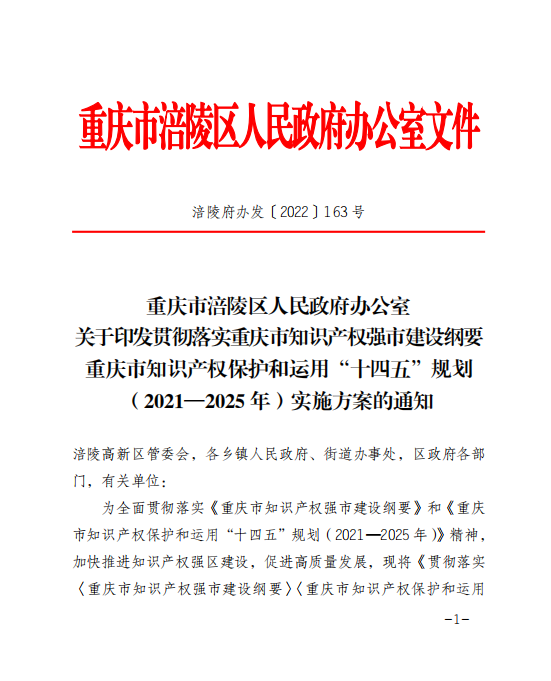 重庆市涪陵区人民政府办公室文件
涪陵府办发〔2022〕163号
重庆市涪陵区人民政府办公室
关于印发贯彻落实重庆市知识产权强市建设纲要
重庆市知识产权保护和运用“十四五”规划
（2021—2025年）实施方案的通知
涪陵高新区管委会，各乡镇人民政府、街道办事处，区政府各部
门，有关单位：
为全面贯彻落实《重庆市知识产权强市建设纲要》和《重庆
市知识产权保护和运用“十四五”规划（2021—2025年）》精神，
加快推进知识产权强区建设，促进高质量发展，现将《贯彻落实
〈重庆市知识产权强市建设纲要〉〈重庆市知识产权保护和运用
-1-